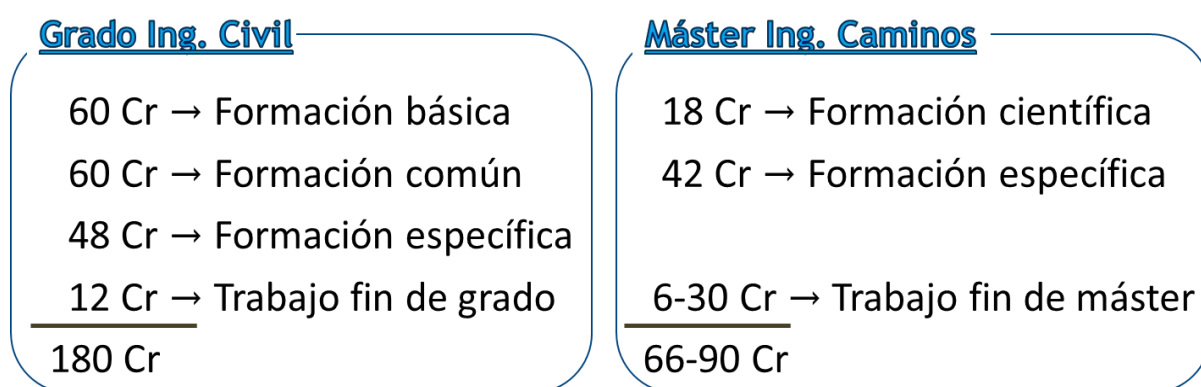 Grado Ing. Civil
60 Cr → Formación básica
60 Cr → Formación común
48 Cr → Formación específica
12 Cr → Trabajo fin de grado
180 Cr
Máster Ing. Caminos
18 Cr → Formación científica
42 Cr → Formación específica
6-30 Cr → Trabajo fin de máster
66-90 Cr